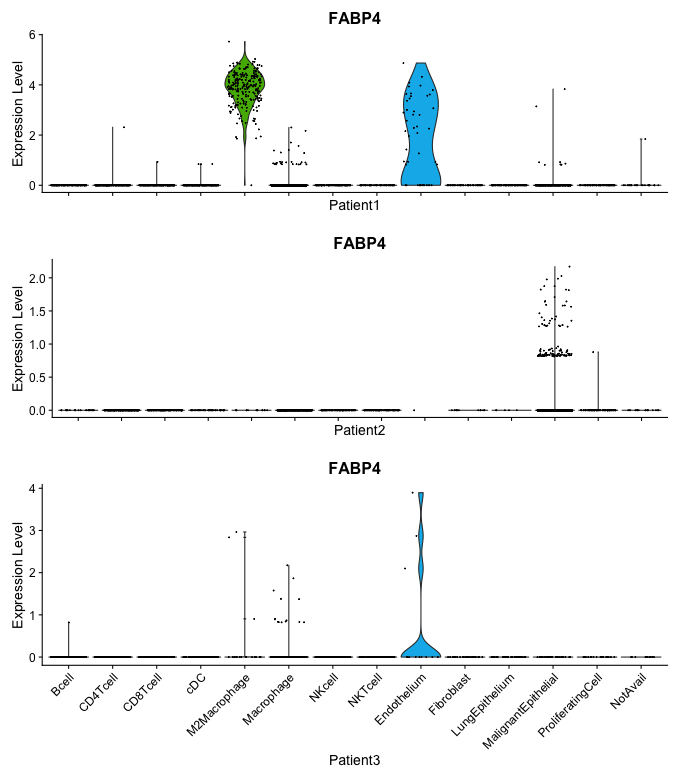 FABP4
6
4
2
0
Expression Level
Patient1
FABP4
2.0
1.5
1.0
0.5
0.0
Expression Level
Patient2
FABP4
4
3
2
1
0
Expression Level
Bcell
CD4Tcell
CD8Tcell
cDC
M2Macrophage
Macrophage
NKcell
NKTcell
Endothelium
Fibroblast
LungEpithelium
MalignantEpithelial
ProliferatingCell
NotAvail
Patient3